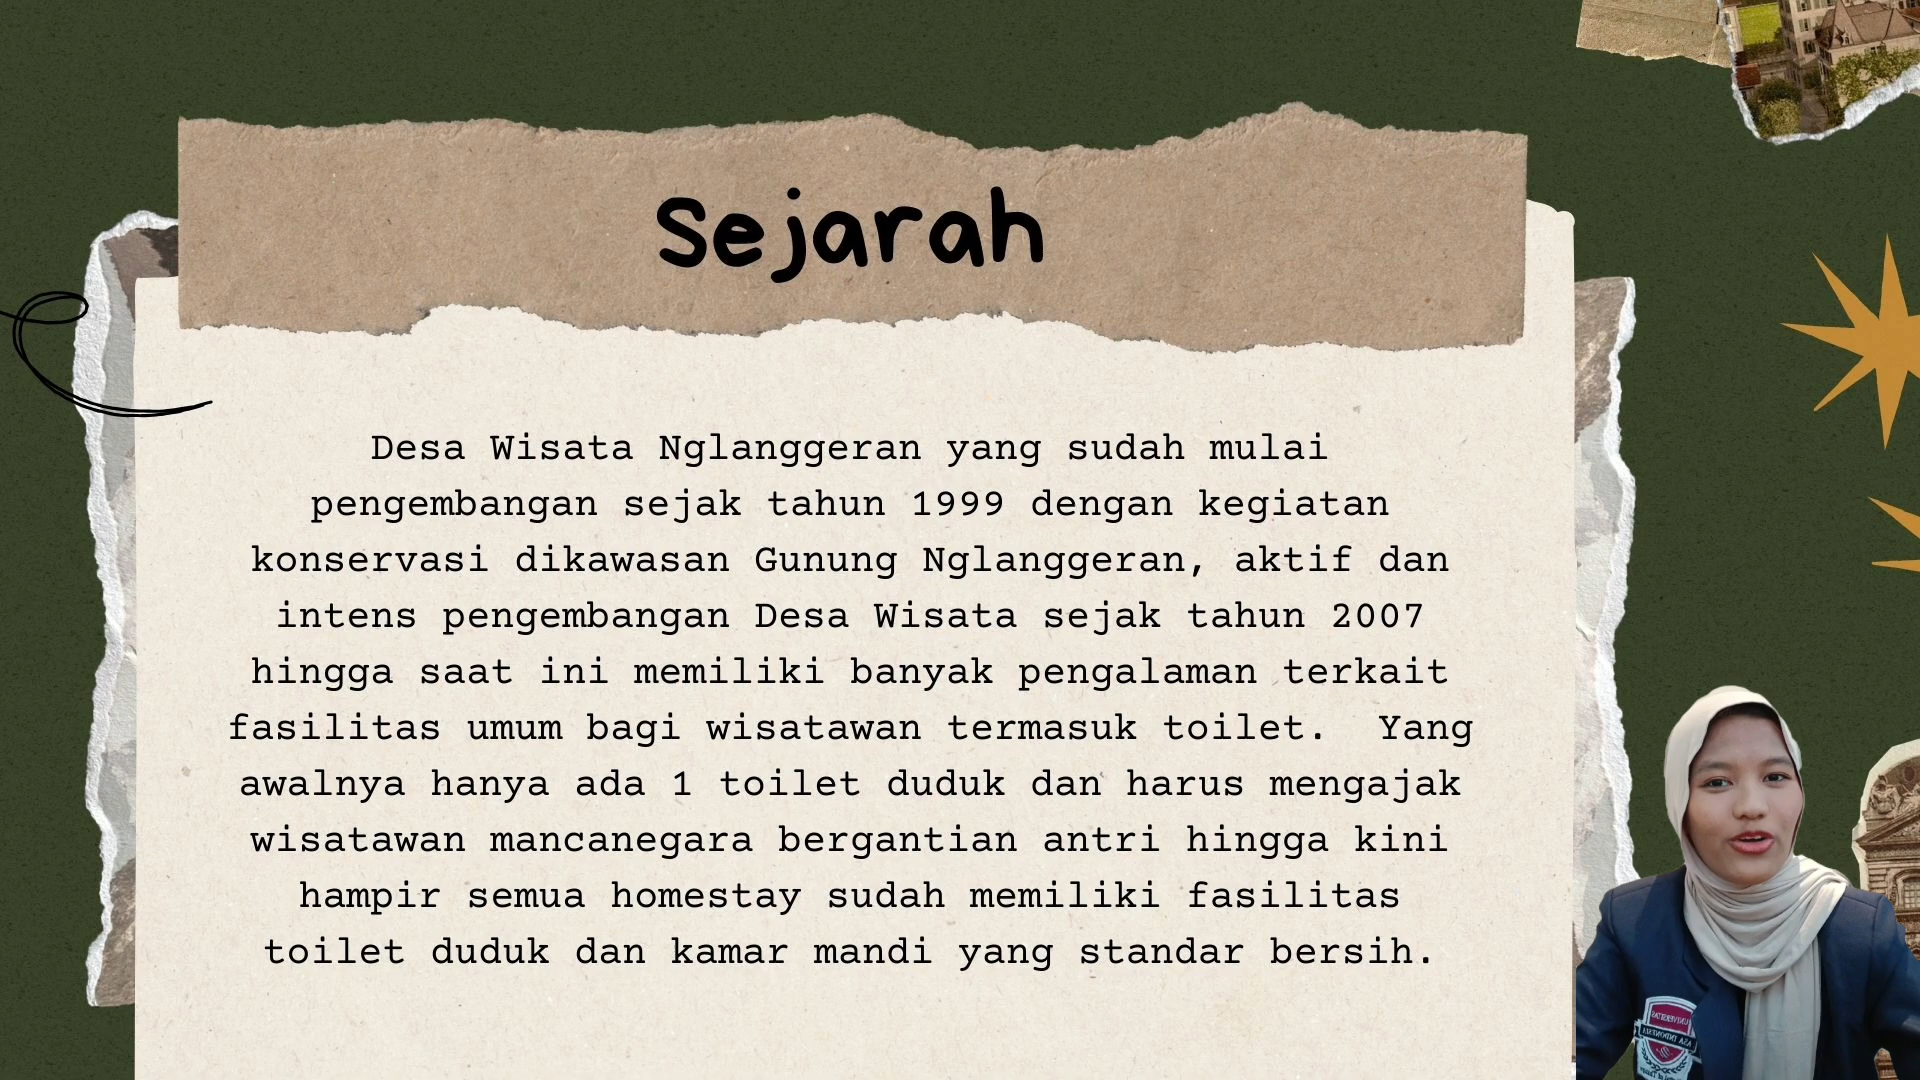 Sejarah
Desa Wisata Nglanggeran yang sudah mulai
pengembangan sejak tahun 1999 dengan kegiatan
konservasi dikawasan Gunung Nglanggeran, aktif dan
intens pengembangan Desa Wisata sejak tahun 2007
hingga saat ini memiliki banyak pengalaman terkait
fasilitas umum bagi wisatawan termasuk toilet.  Yang
awalnya hanya ada 1 toilet duduk dan harus mengajak
wisatawan mancanegara bergantian antri hingga kini
hampir semua homestay sudah memiliki fasilitas
toilet duduk dan kamar mandi yang standar bersih.
UNIVERSITAS
ASA INDONESIA